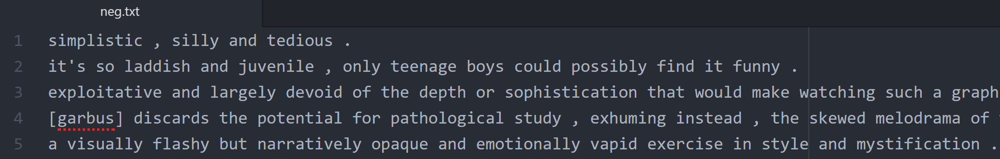 neg.txt
1 simplistic , silly and tedious .
2 it's so laddish and juvenile , only teenage boys could possibly find it funny .
3 exploitative and largely devoid of the depth or sophistication that would make watching such a graph
4 [garbus] discards the potential for pathological study , exhuming instead , the skewed melodrama of
5 a visually flashy but narratively opaque and emotionally vapid exercise in style and mystification .